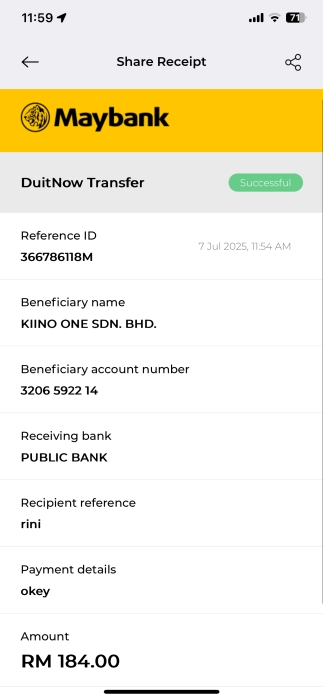 11:59
71
Share Receipt
Maybank
DuitNow Transfer
Successful
Reference ID
7 Jul 2025, 11:54 AM
366786118M
Beneficiary name
KIINO ONE SDN. BHD.
Beneficiary account number
3206 5922 14
Receiving bank
PUBLIC BANK
Recipient reference
rini
Payment details
okey
Amount
RM 184.00